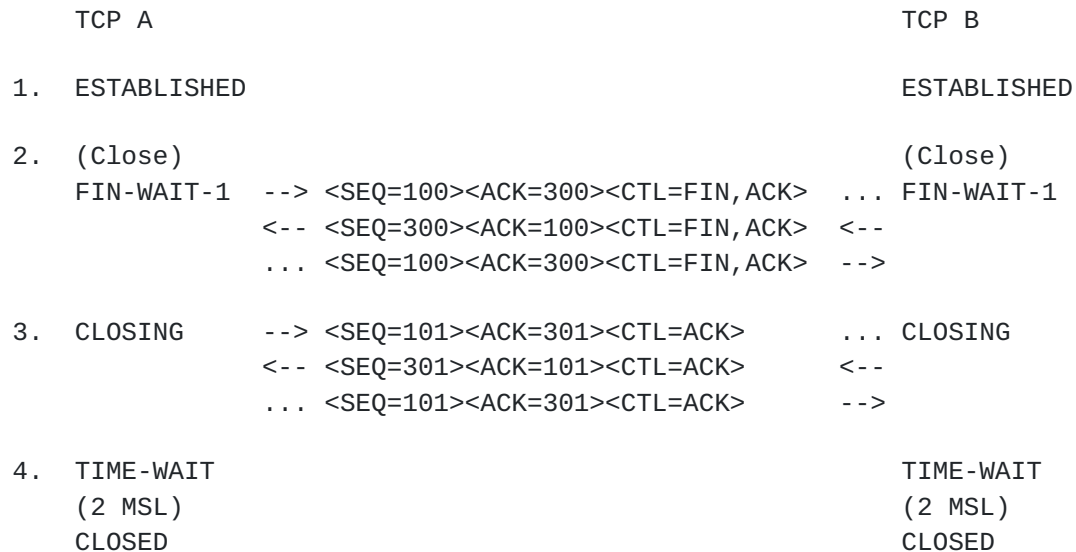 TCP A                                                TCP B
1.  ESTABLISHED                                          ESTABLISHED
2.  (Close)                                              (Close)
    FIN-WAIT-1  --> <SEQ=100><ACK=300><CTL=FIN,ACK>  ... FIN-WAIT-1
                <-- <SEQ=300><ACK=100><CTL=FIN,ACK>  <--
                ... <SEQ=100><ACK=300><CTL=FIN,ACK>  -->
3.  CLOSING     --> <SEQ=101><ACK=301><CTL=ACK>      ... CLOSING
                <-- <SEQ=301><ACK=101><CTL=ACK>      <--
                ... <SEQ=101><ACK=301><CTL=ACK>      -->
4.  TIME-WAIT                                            TIME-WAIT
    (2 MSL)                                              (2 MSL)
    CLOSED                                               CLOSED